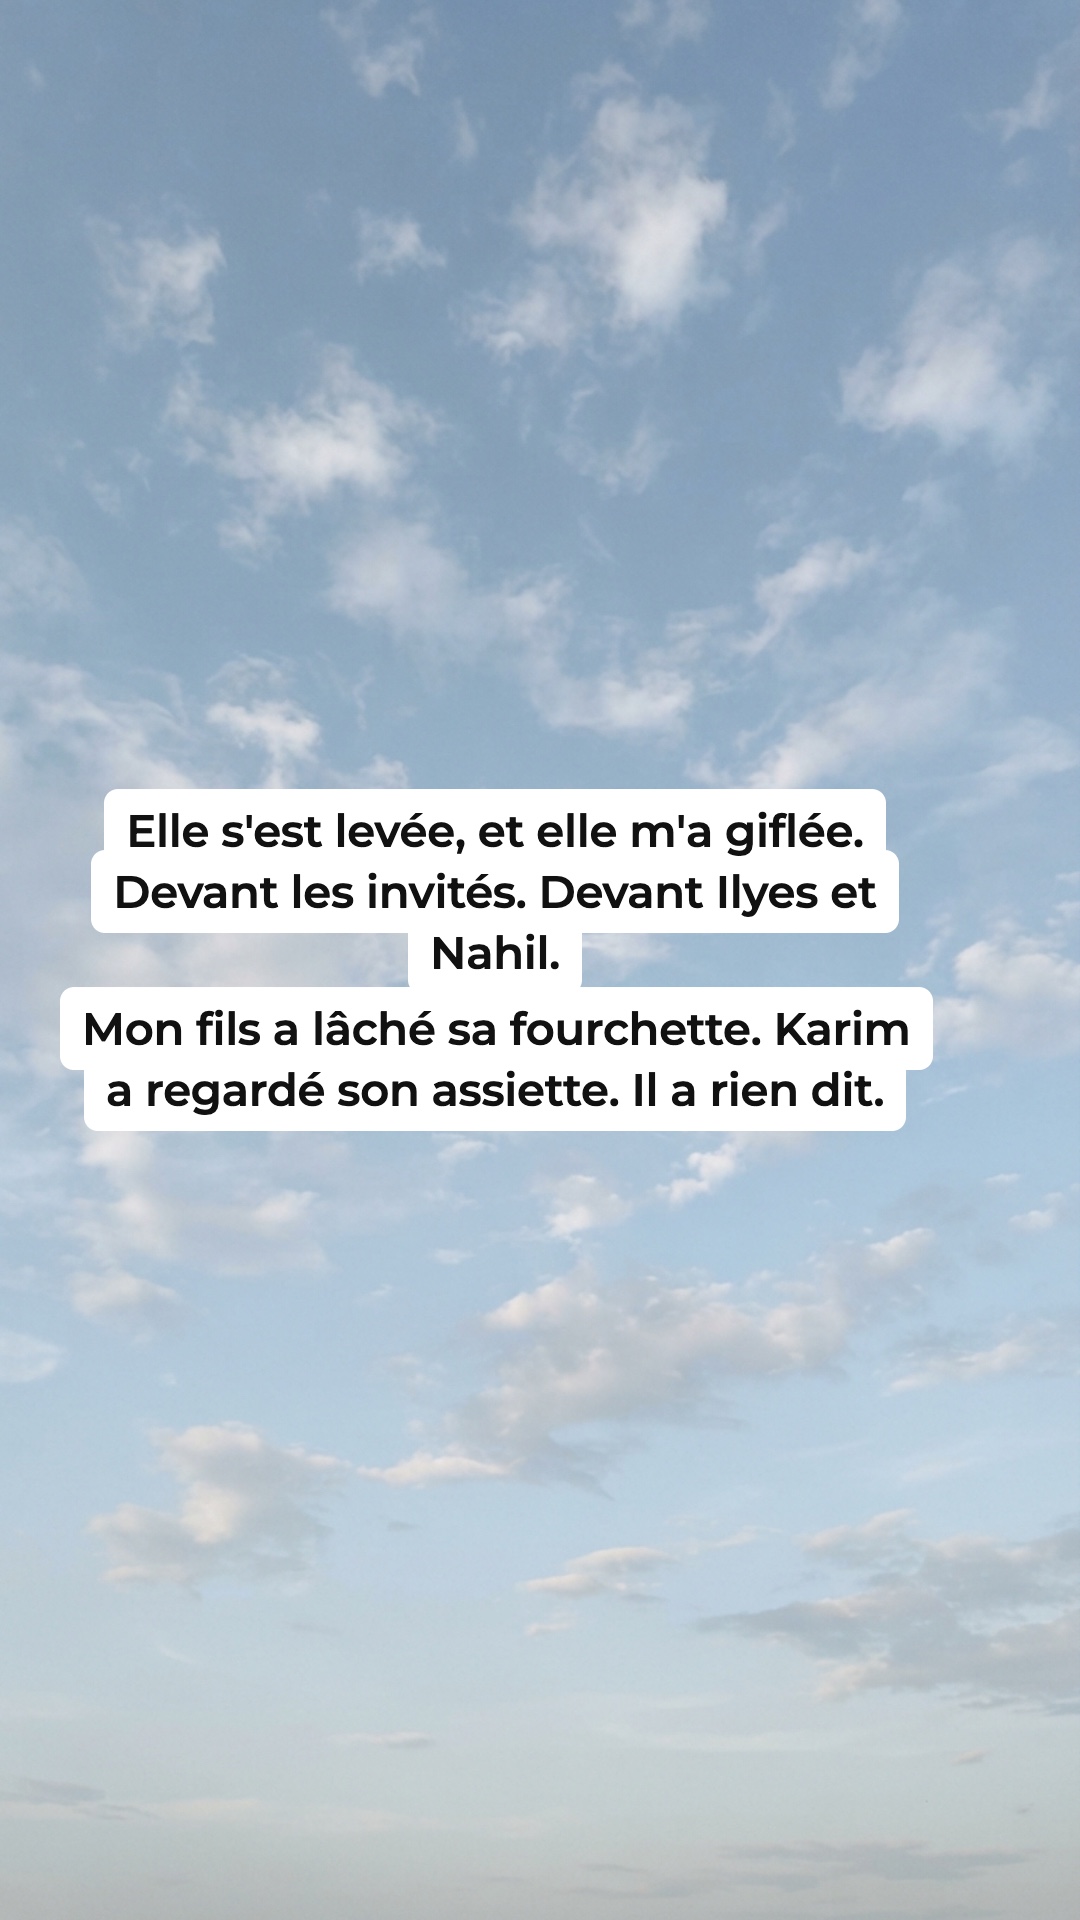 Elle s'est levée, et elle m'a giflée.
Devant les invités. Devant Ilyes et
Nahil.
Mon fils a lâché sa fourchette. Karim
a regardé son assiette. Il a rien dit.